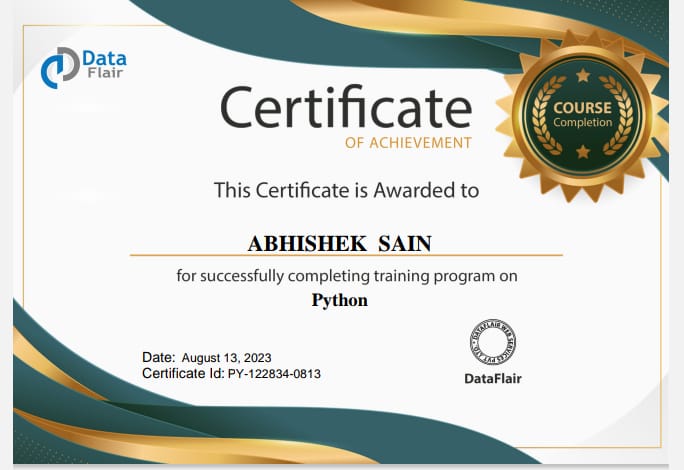 Data
Flair
Certificate
OF ACHIEVEMENT
COURSE
Completion
This Certificate is Awarded to
ABHISHEK SAIN
for successfully completing training program on
Python
Date: August 13, 2023
Certificate Id: PY-122834-0813
DATAFLAIR WEB SERVICES PVT LTD
DataFlair